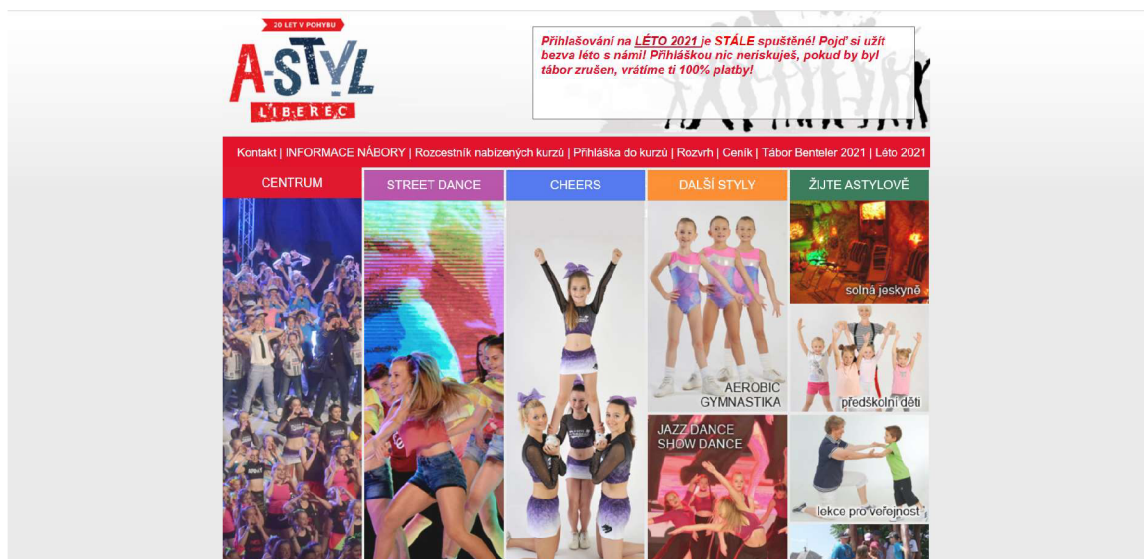 20 LET V POHYBU
A-STYL
LIBEREC
Přihlašování na LÉTO 2021 je STÁLE spuštěné! Pojď si užít
bezva léto s námi! Přihláškou nic neriskuješ, pokud by byl
tábor zrušen, vrátíme ti 100% platby!
Kontakt | INFORMACE NÁBORY | Rozcestník nabízených kurzů | Přihláška do kurzů | Rozvrh | Ceník | Tábor Benteler 2021 | Léto 2021
CENTRUM
STREET DANCE
CHEERS
DALŠÍ STYLY
ŽIJTE ASTYLOVĚ
solná jeskyně
AEROBIC
GYMNASTIKA
předškolní děti
JAZZ DANCE
SHOW DANCE
lekce pro veřejnost